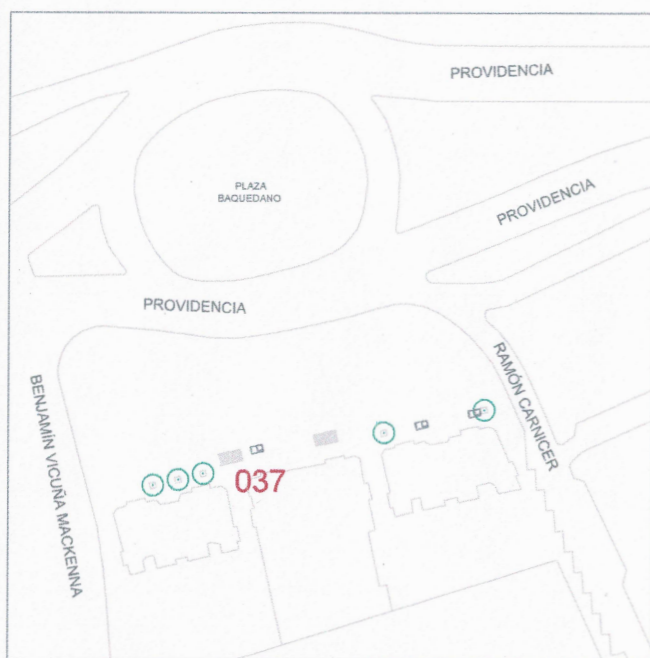 PROVIDENCIA
PLAZA
BAQUEDANO
PROVIDENCIA
PROVIDENCIA
RAMÓN CARNICER
BENJAMÍN VICUÑA MACKENNA
037